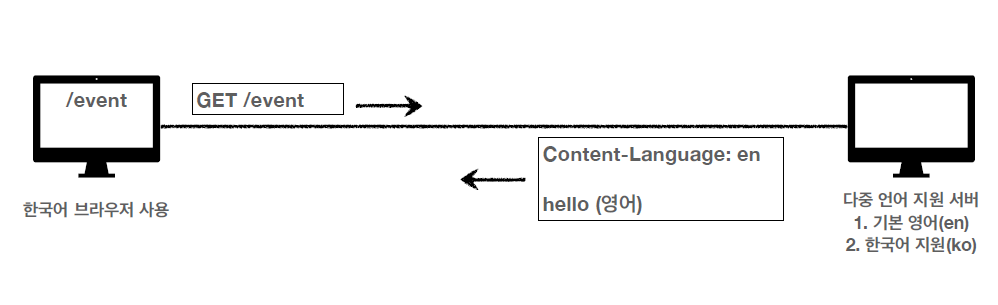 /event
GET /event
Content-Language: en
hello (영어)
한국어 브라우저 사용
다중 언어 지원 서버
1. 기본 영어(en)
2. 한국어 지원(ko)